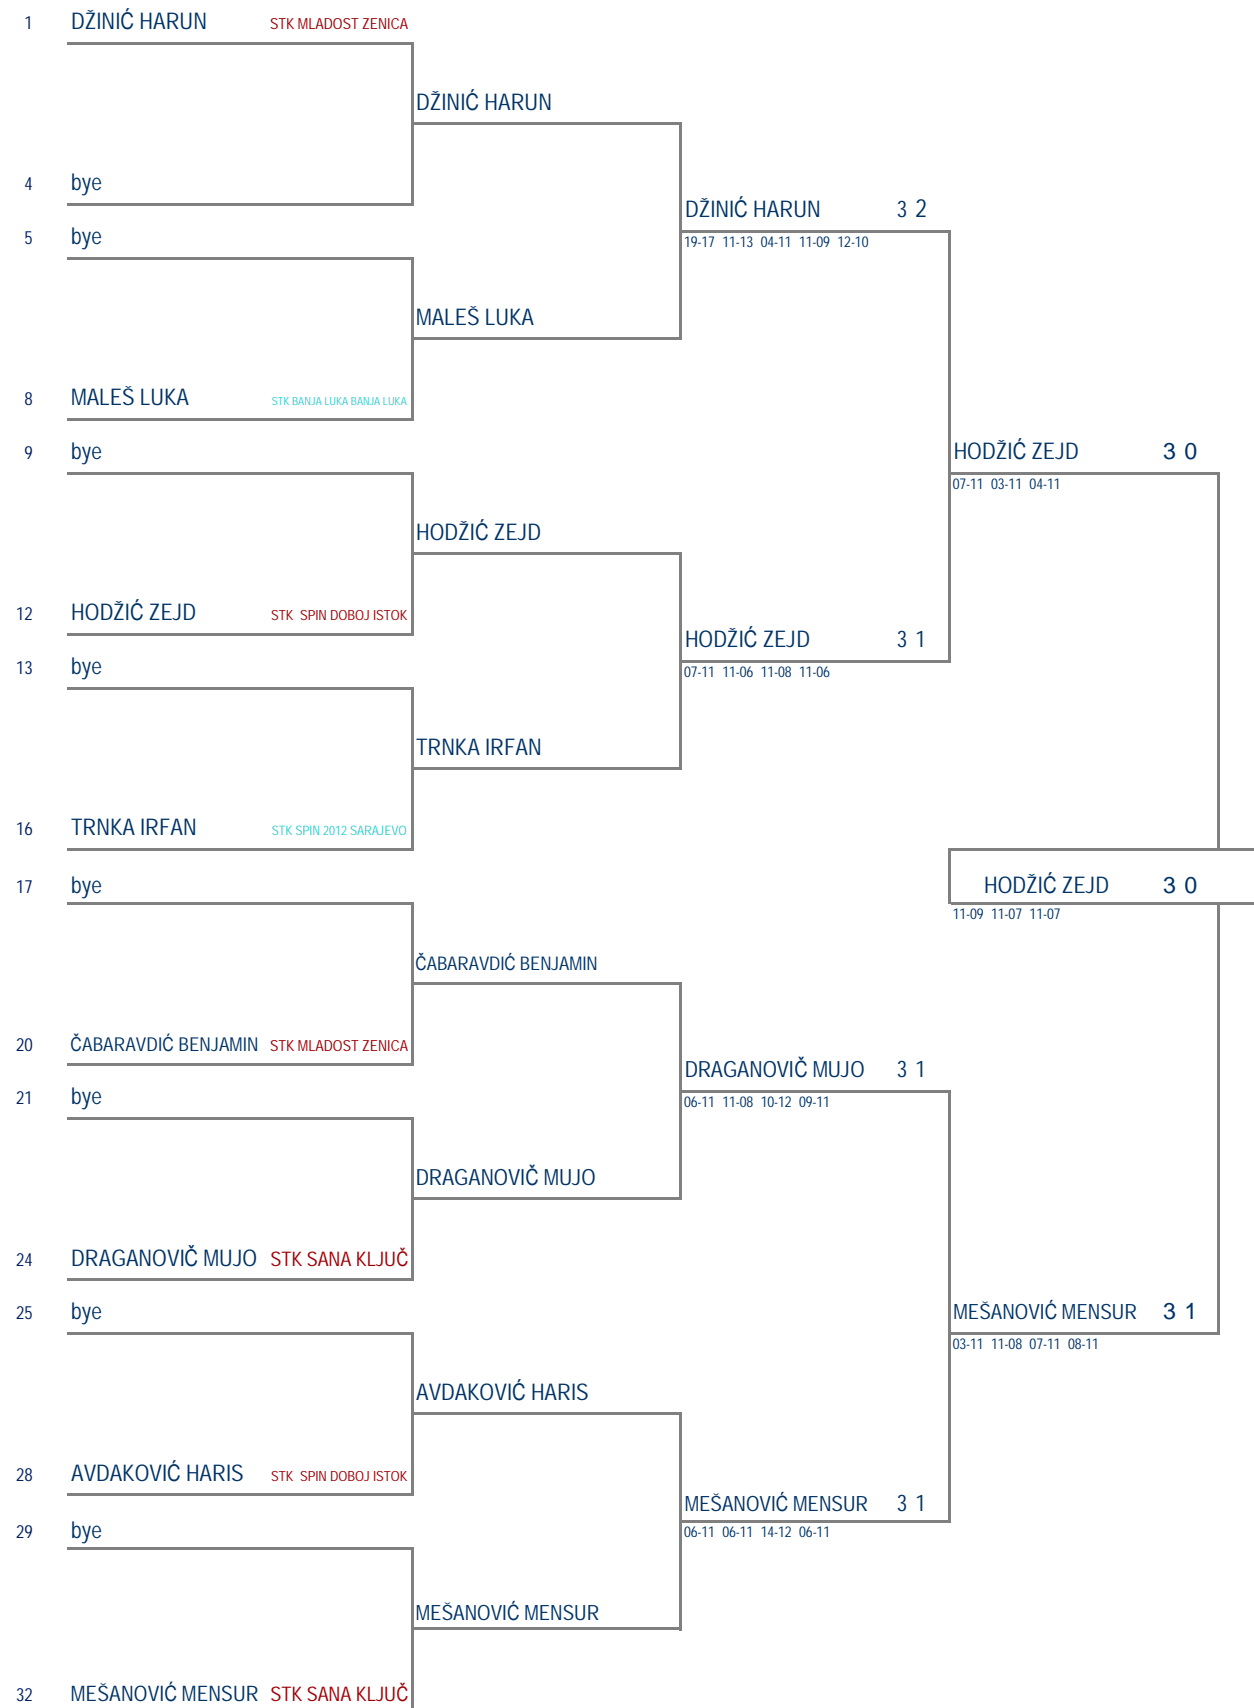 1 DŽINIĆ HARUN STK MLADOST ZENICA
DŽINIĆ HARUN
4 bye
DŽINIĆ HARUN 3 2
5 bye
19-17 11-13 04-11 11-09 12-10
MALEŠ LUKA
8 MALEŠ LUKA STK BANJA LUKA BANJA LUKA
9 bye
HODŽIĆ ZEJD 3 0
07-11 03-11 04-11
HODŽIĆ ZEJD
12 HODŽIĆ ZEJD STK SPIN DOBOJ ISTOK
HODŽIĆ ZEJD 3 1
13 bye
07-11 11-06 11-08 11-06
TRNKA IRFAN
16 TRNKA IRFAN STK SPIN 2012 SARAJEVO
17 bye
HODŽIĆ ZEJD 3 0
11-09 11-07 11-07
ČABARAVDIĆ BENJAMIN
20 ČABARAVDIĆ BENJAMIN STK MLADOST ZENICA
DRAGANOVIČ MUJO 3 1
21 bye
06-11 11-08 10-12 09-11
DRAGANOVIČ MUJO
24 DRAGANOVIČ MUJO STK SANA KLJUČ
25 bye
MEŠANOVIĆ MENSUR 3 1
03-11 11-08 07-11 08-11
AVDAKOVIĆ HARIS
28 AVDAKOVIĆ HARIS STK SPIN DOBOJ ISTOK
MEŠANOVIĆ MENSUR 3 1
29 bye
06-11 06-11 14-12 06-11
MEŠANOVIĆ MENSUR
32 MEŠANOVIĆ MENSUR STK SANA KLJUČ